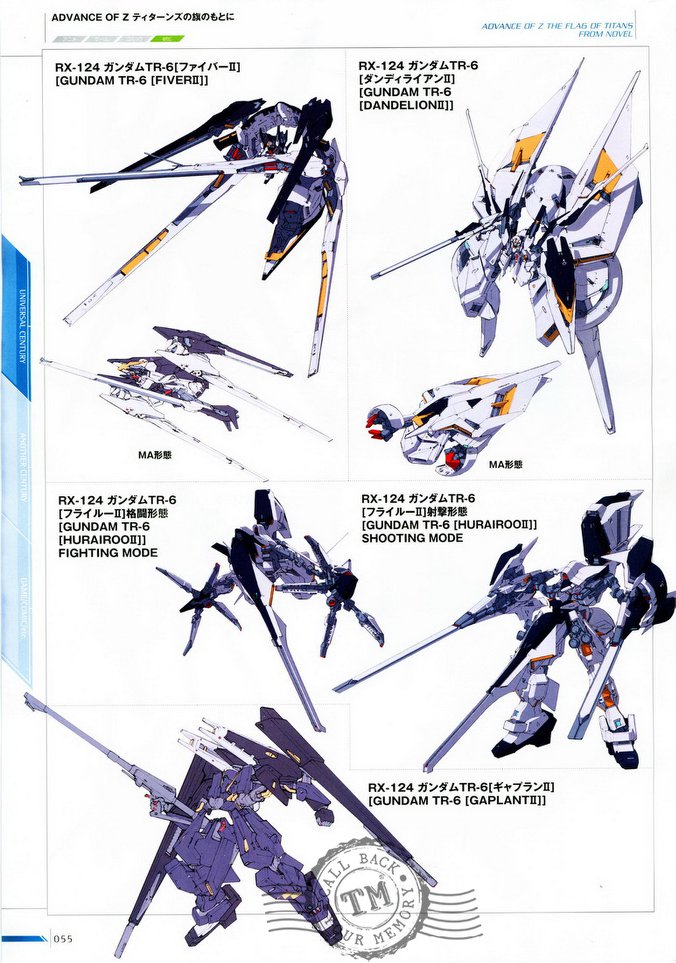 ADVANCE OF Z ティターンズの旗のもとに
ADVANCE OF Z THE FLAG OF TITANS
FROM NOVEL
RX-124 ガンダムTR-6[ファイバーⅡ]
[GUNDAM TR-6 [FIVERⅡ]]
RX-124 ガンダムTR-6
[ダンディライアンⅡ]
[GUNDAM TR-6
[DANDELIONⅡ]]
UNIVERSAL CENTURY
ANOTHER CENTURY
GAME/COMIC/etc.
MA形態
MA形態
RX-124 ガンダムTR-6
[フライルーⅡ]格闘形態
[GUNDAM TR-6
[HURAIROOⅡ]]
FIGHTING MODE
RX-124 ガンダムTR-6
[フライルーⅡ]射撃形態
[GUNDAM TR-6 [HURAIROOⅡ]]
SHOOTING MODE
RX-124 ガンダムTR-6[ギャプランⅡ]
[GUNDAM TR-6 [GAPLANTⅡ]]
CALL BACK
TM
YOUR MEMORY
055